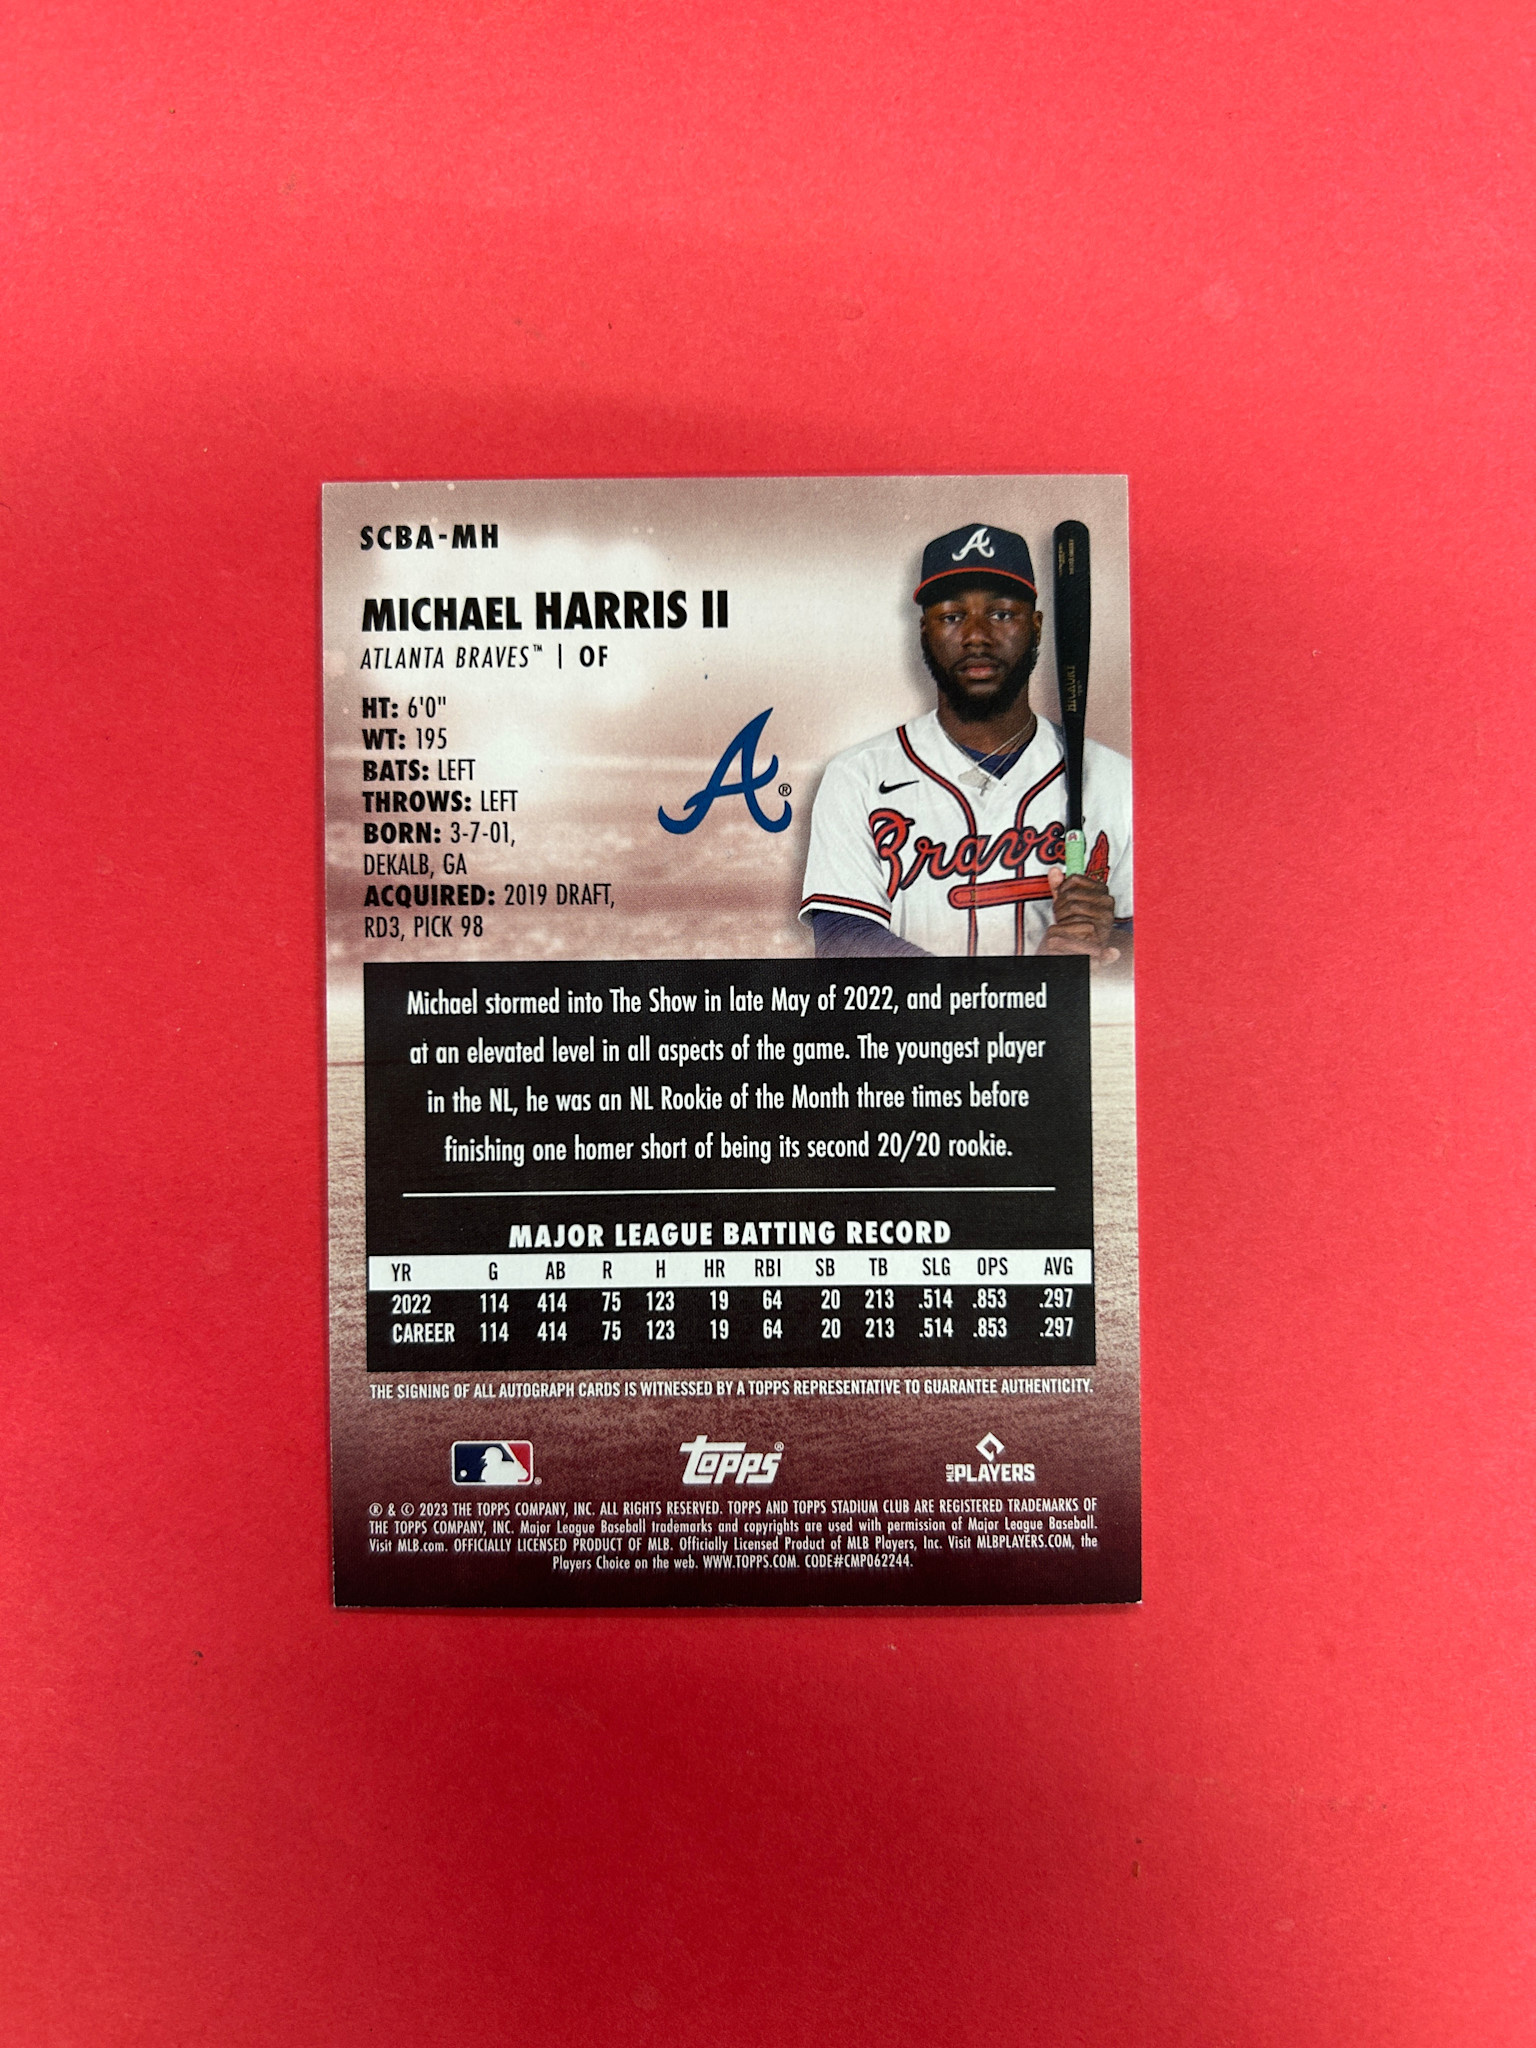 SCBA-MH
MICHAEL HARRIS II
ATLANTA BRAVES™ | OF
HT: 6'0"
WT: 195
BATS: LEFT
THROWS: LEFT
BORN: 3-7-01,
DEKALB, GA
ACQUIRED: 2019 DRAFT,
RD3, PICK 98
A®
Braves
Michael stormed into The Show in late May of 2022, and performed
at an elevated level in all aspects of the game. The youngest player
in the NL, he was an NL Rookie of the Month three times before
finishing one homer short of being its second 20/20 rookie.
MAJOR LEAGUE BATTING RECORD
YR G AB R H HR RBI SB TB SLG OPS AVG
2022 114 414 75 123 19 64 20 213 .514 .853 .297
CAREER 114 414 75 123 19 64 20 213 .514 .853 .297
THE SIGNING OF ALL AUTOGRAPH CARDS IS WITNESSED BY A TOPPS REPRESENTATIVE TO GUARANTEE AUTHENTICITY.
topps® MLB PLAYERS
® & © 2023 THE TOPPS COMPANY, INC. ALL RIGHTS RESERVED. TOPPS AND TOPPS STADIUM CLUB ARE REGISTERED TRADEMARKS OF
THE TOPPS COMPANY, INC. Major League Baseball trademarks and copyrights are used with permission of Major League Baseball.
Visit MLB.com. OFFICIALLY LICENSED PRODUCT OF MLB. Officially Licensed Product of MLB Players, Inc. Visit MLBPLAYERS.COM, the
Players Choice on the web. WWW.TOPPS.COM. CODE#CMP062244.